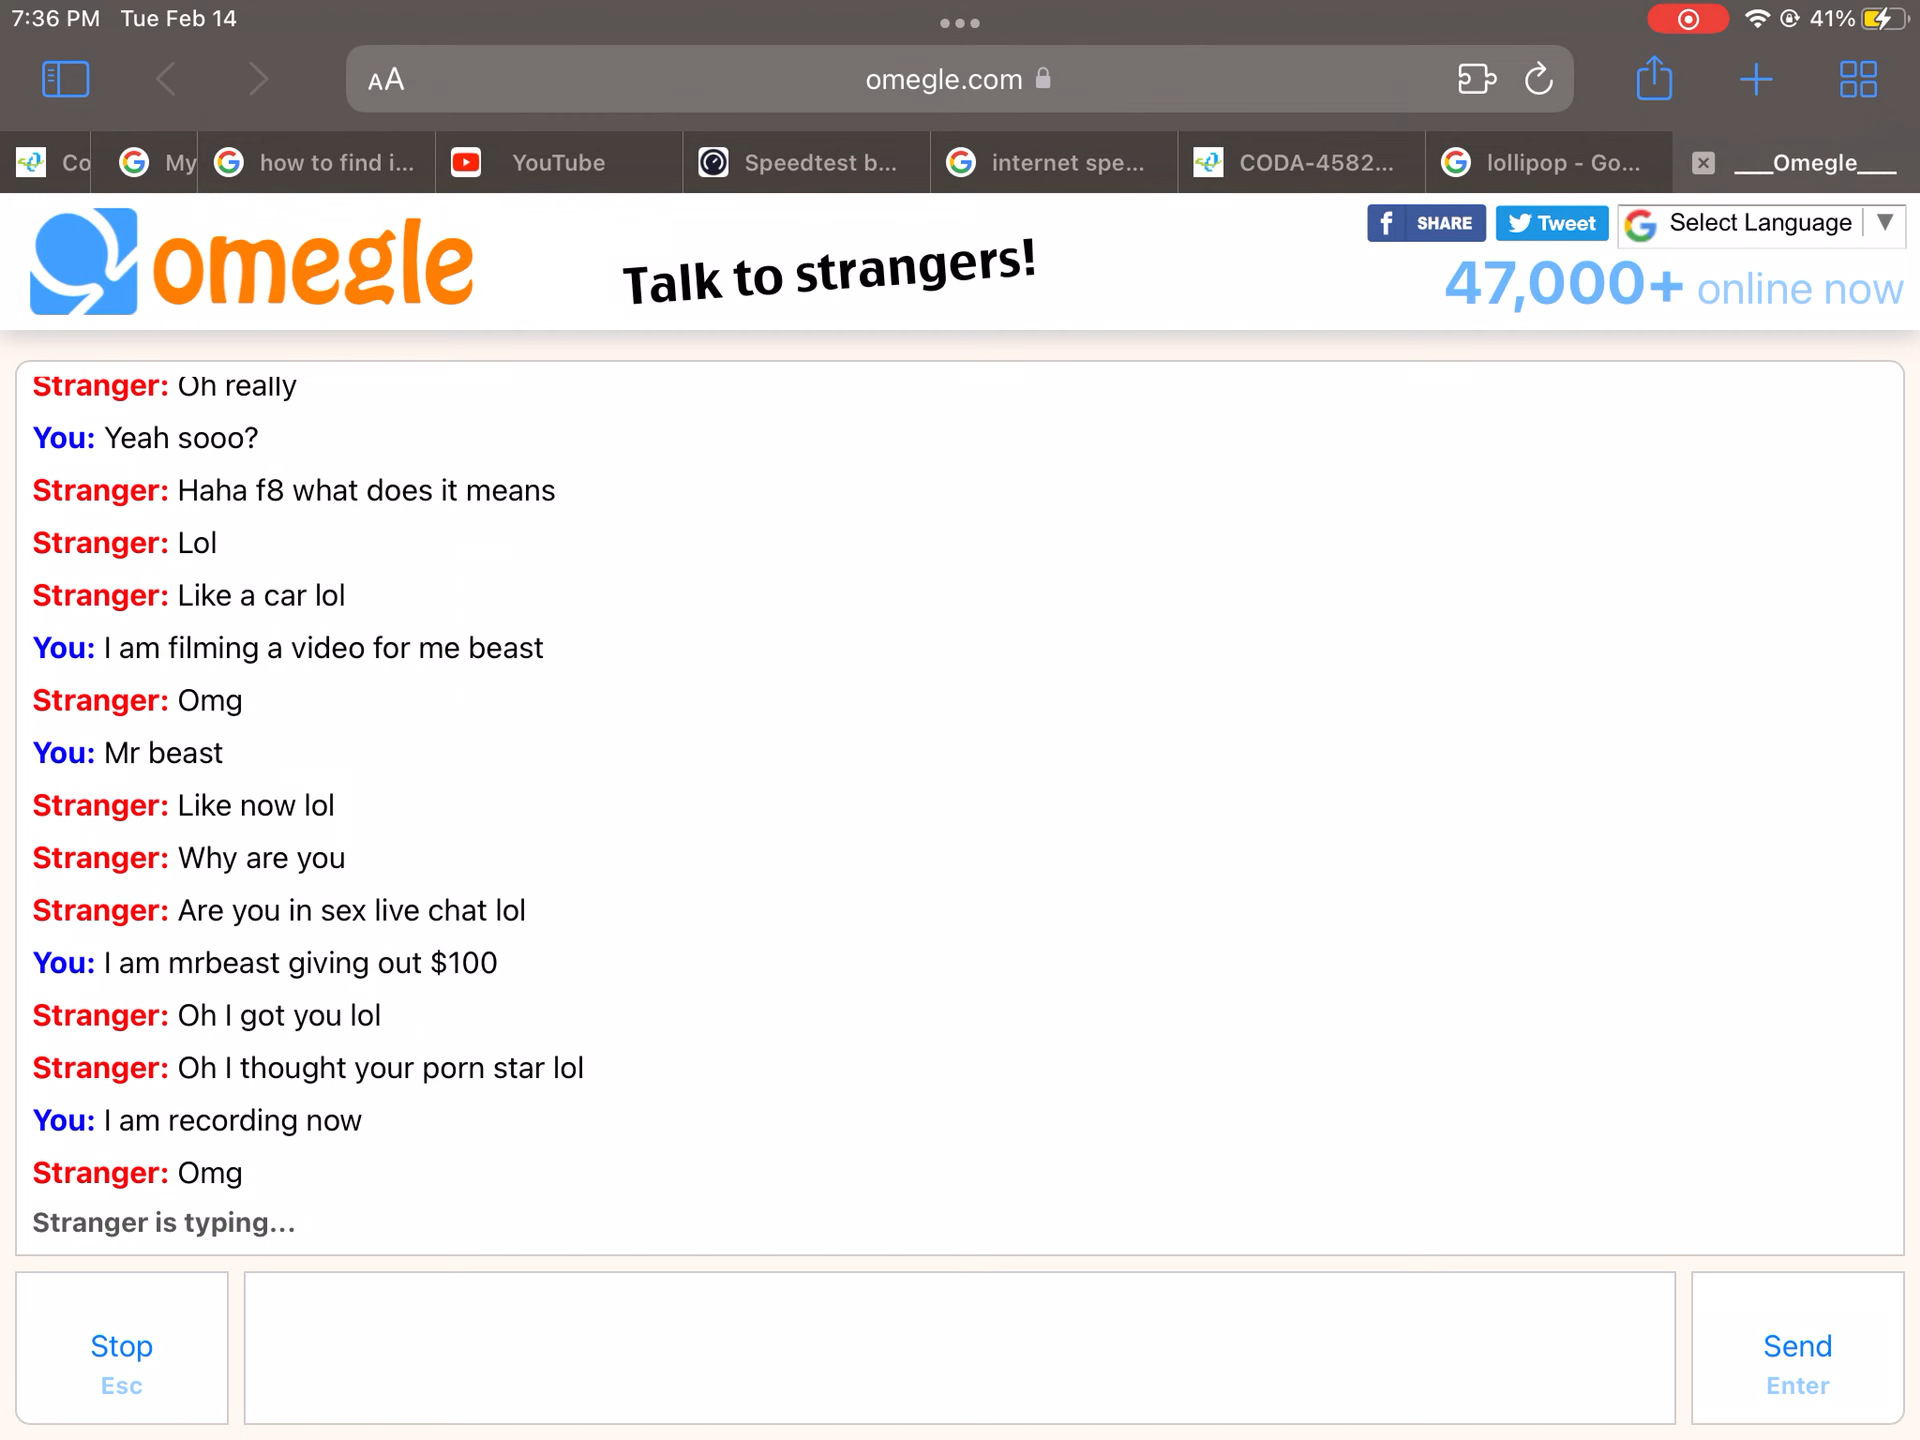 7:36 PM Tue Feb 14
41%
AA omegle.com
Co
My
how to find i...
YouTube
Speedtest b...
internet spe...
CODA-4582...
lollipop - Go...
___Omegle___
omegle
Talk to strangers!
f SHARE
Tweet
Select Language
47,000+ online now
Stranger: Oh really
You: Yeah sooo?
Stranger: Haha f8 what does it means
Stranger: Lol
Stranger: Like a car lol
You: I am filming a video for me beast
Stranger: Omg
You: Mr beast
Stranger: Like now lol
Stranger: Why are you
Stranger: Are you in sex live chat lol
You: I am mrbeast giving out $100
Stranger: Oh I got you lol
Stranger: Oh I thought your porn star lol
You: I am recording now
Stranger: Omg
Stranger is typing...
Stop
Esc
Send
Enter